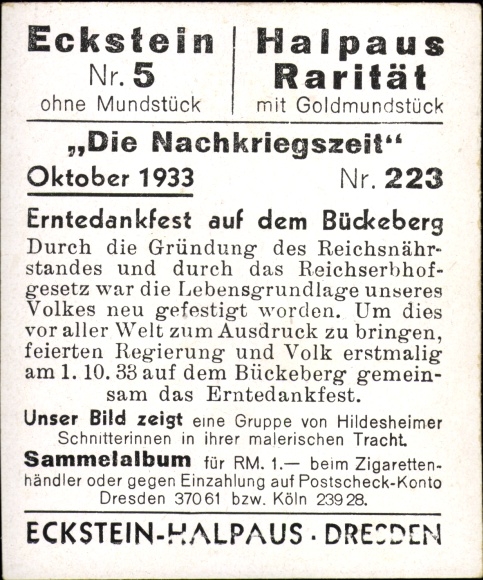 Eckstein
Nr. 5
ohne Mundstück
Halpaus
Rarität
mit Goldmundstück
„Die Nachkriegszeit“
Oktober 1933 Nr. 223
Erntedankfest auf dem Bückeberg
Durch die Gründung des Reichsnähr-
standes und durch das Reichserbhof-
gesetz war die Lebensgrundlage unseres
Volkes neu gefestigt worden. Um dies
vor aller Welt zum Ausdruck zu bringen,
feierten Regierung und Volk erstmalig
am 1. 10. 33 auf dem Bückeberg gemein-
sam das Erntedankfest.
Unser Bild zeigt eine Gruppe von Hildesheimer
Schnitterinnen in ihrer malerischen Tracht.
Sammelalbum für RM. 1.— beim Zigaretten-
händler oder gegen Einzahlung auf Postscheck-Konto
Dresden 37061 bzw. Köln 23928.
ECKSTEIN-HALPAUS · DRESDEN